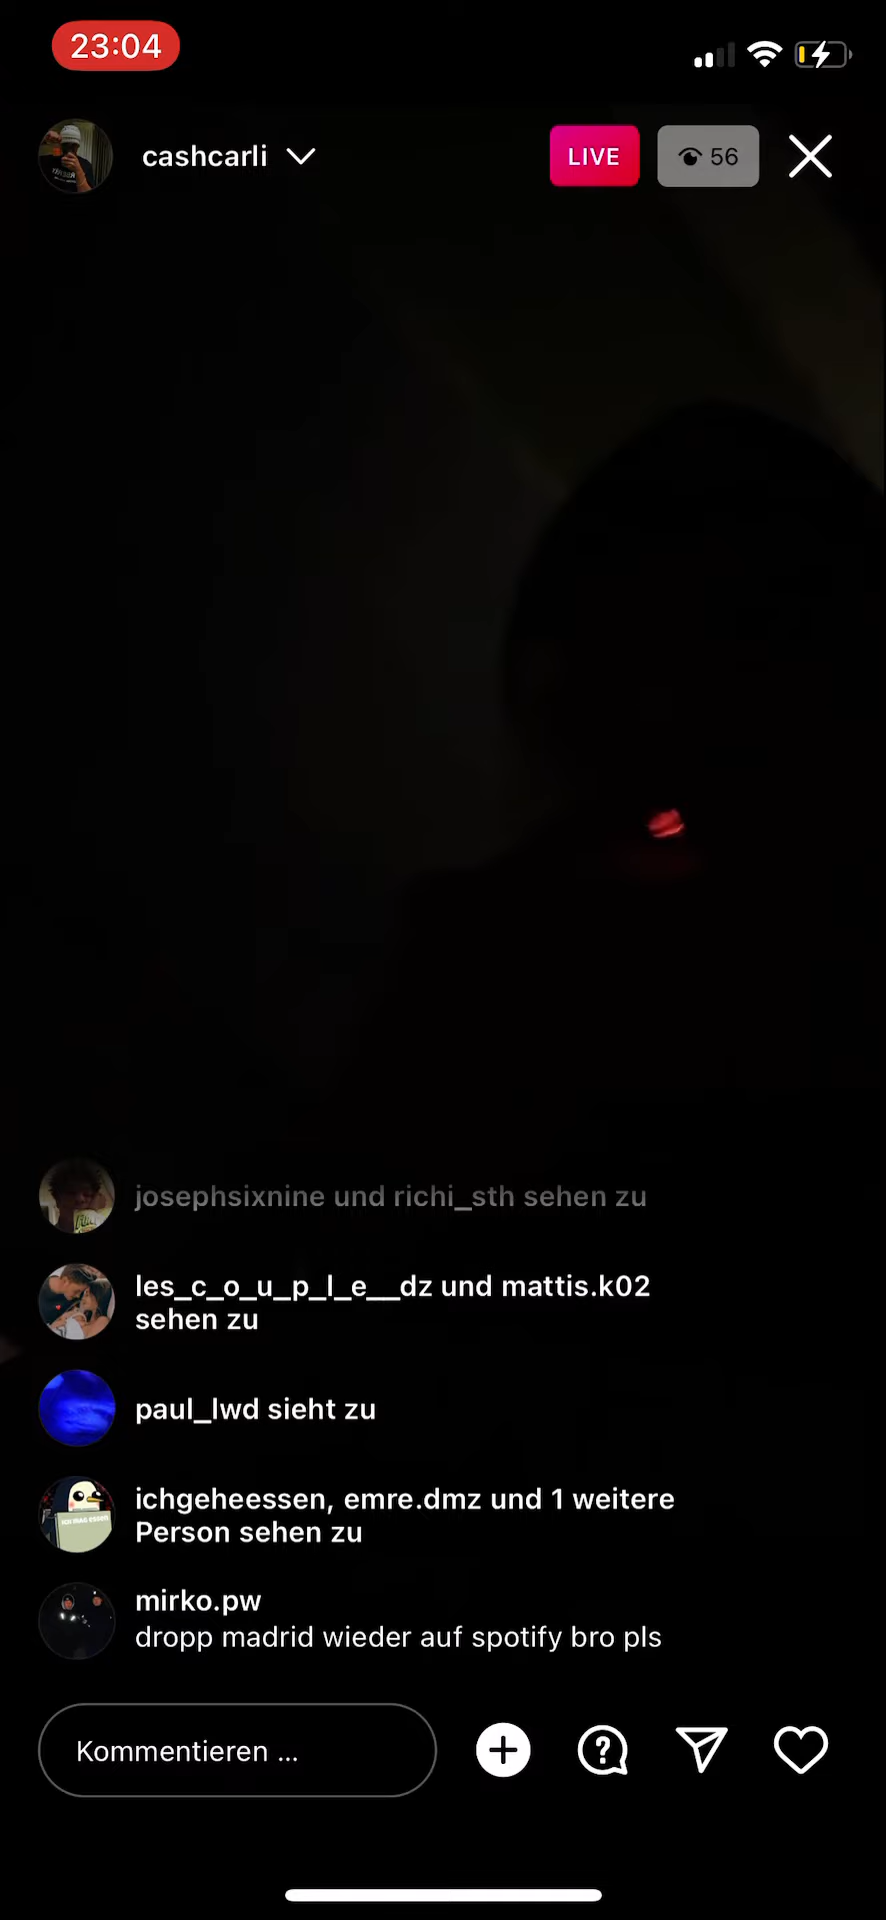 23:04
cashcarli
LIVE
56
josephsixnine und richi_sth sehen zu
les_c_o_u_p_l_e__dz und mattis.k02
sehen zu
paul_lwd sieht zu
ichgeheessen, emre.dmz und 1 weitere
Person sehen zu
mirko.pw
dropp madrid wieder auf spotify bro pls
Kommentieren ...